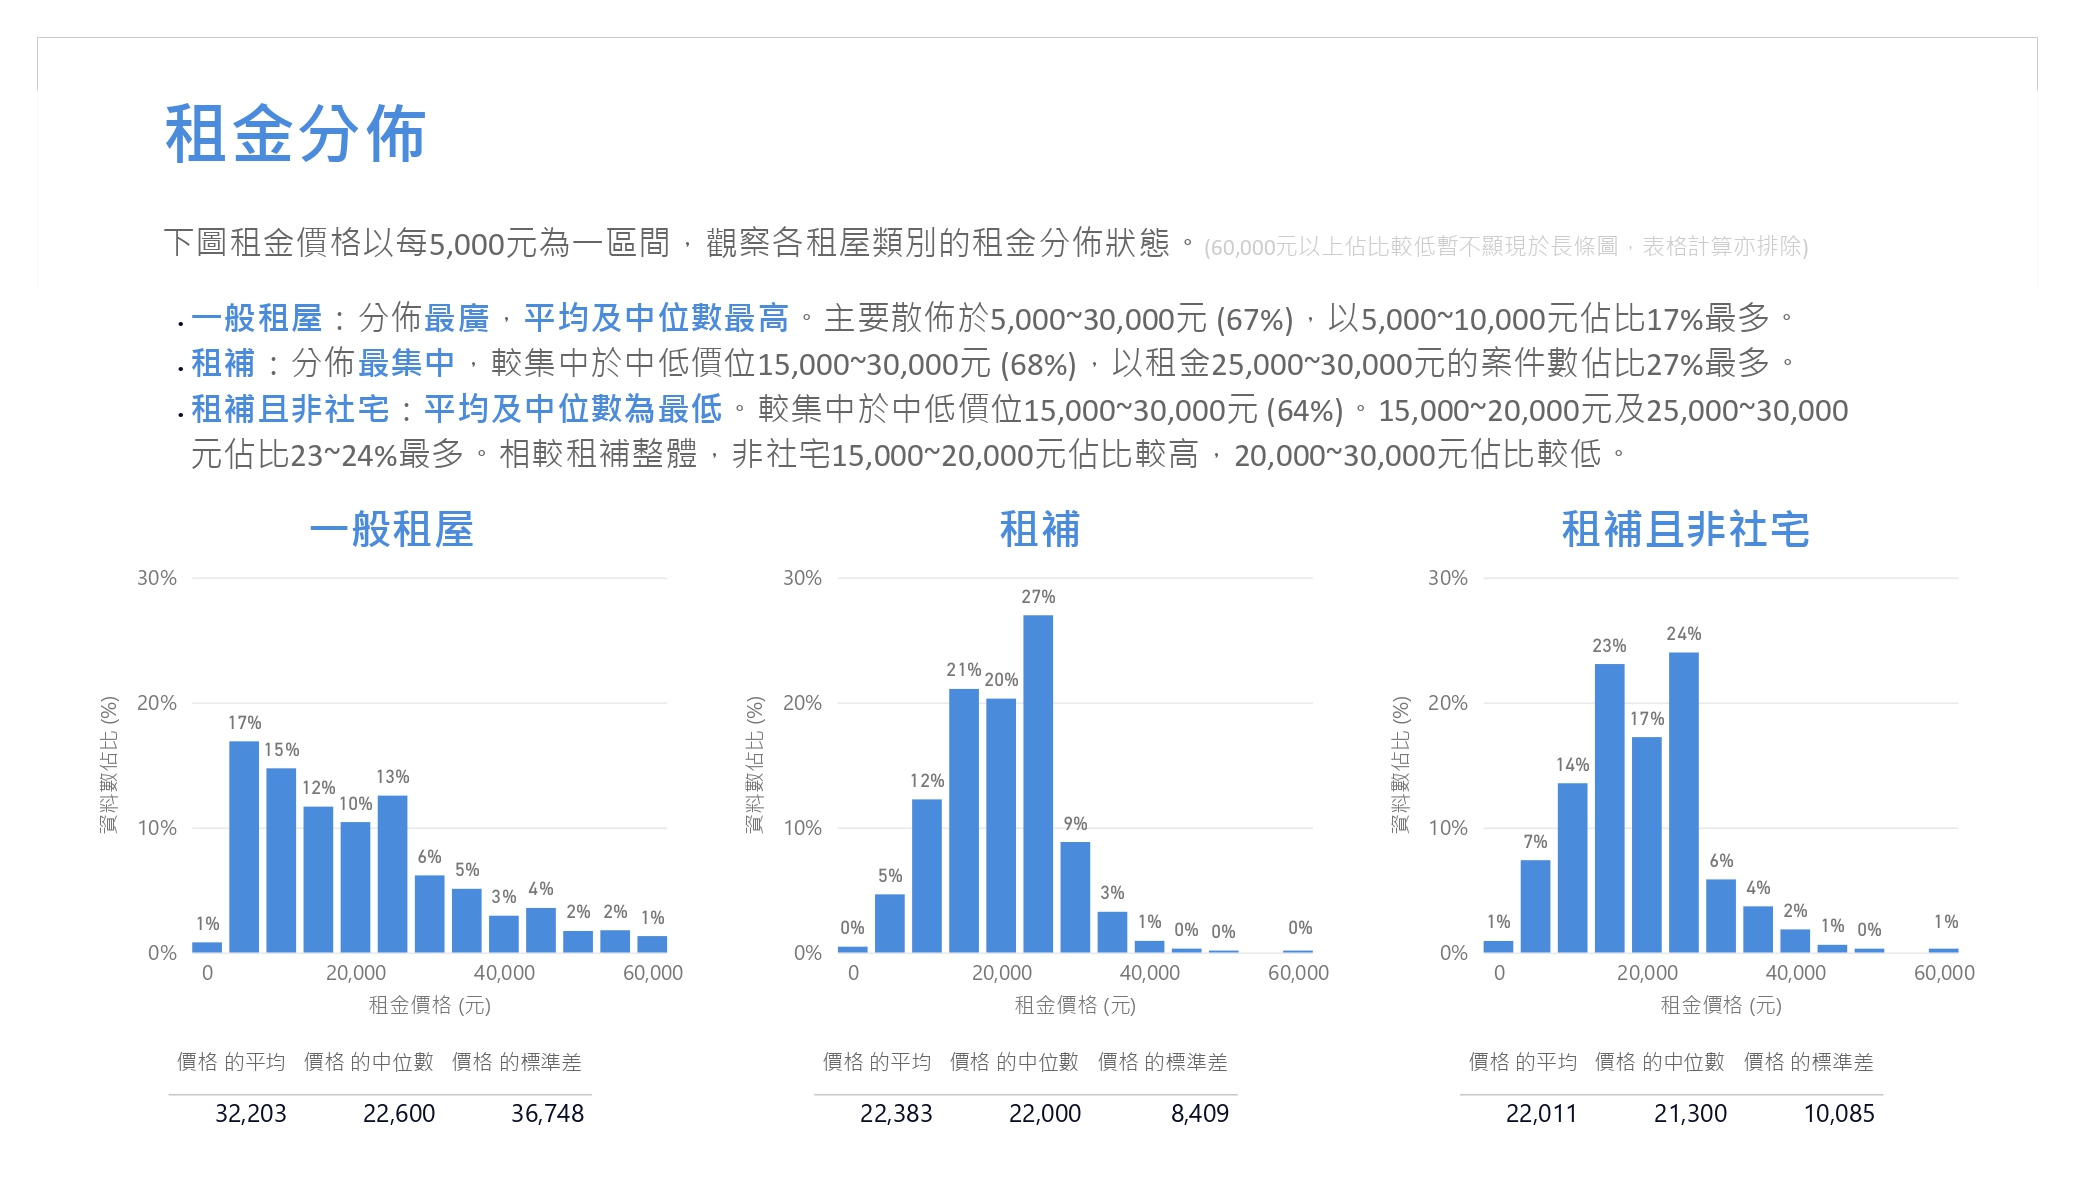 租金分佈
下圖租金價格以每5,000元為一區間，觀察各租屋類別的租金分佈狀態。(60,000元以上佔比較低暫不顯現於長條圖，表格計算亦排除)
• 一般租屋：分佈最廣，平均及中位數最高。主要散佈於5,000~30,000元 (67%)，以5,000~10,000元佔比17%最多。
• 租補：分佈最集中，較集中於中低價位15,000~30,000元 (68%)，以租金25,000~30,000元的案件數佔比27%最多。
• 租補且非社宅：平均及中位數為最低。較集中於中低價位15,000~30,000元 (64%)。15,000~20,000元及25,000~30,000
元佔比23~24%最多。相較租補整體，非社宅15,000~20,000元佔比較高，20,000~30,000元佔比較低。
一般租屋
資料數佔比 (%)
30%
20%
10%
0%
1% 17% 15% 12% 10% 13% 6% 5% 3% 4% 2% 2% 1%
0 20,000 40,000 60,000
租金價格 (元)
價格 的平均 價格 的中位數 價格 的標準差
32,203 22,600 36,748
租補
資料數佔比 (%)
30%
20%
10%
0%
0% 5% 12% 21% 20% 27% 9% 3% 1% 0% 0% 0%
0 20,000 40,000 60,000
租金價格 (元)
價格 的平均 價格 的中位數 價格 的標準差
22,383 22,000 8,409
租補且非社宅
資料數佔比 (%)
30%
20%
10%
0%
1% 7% 14% 23% 17% 24% 6% 4% 2% 1% 0% 1%
0 20,000 40,000 60,000
租金價格 (元)
價格 的平均 價格 的中位數 價格 的標準差
22,011 21,300 10,085